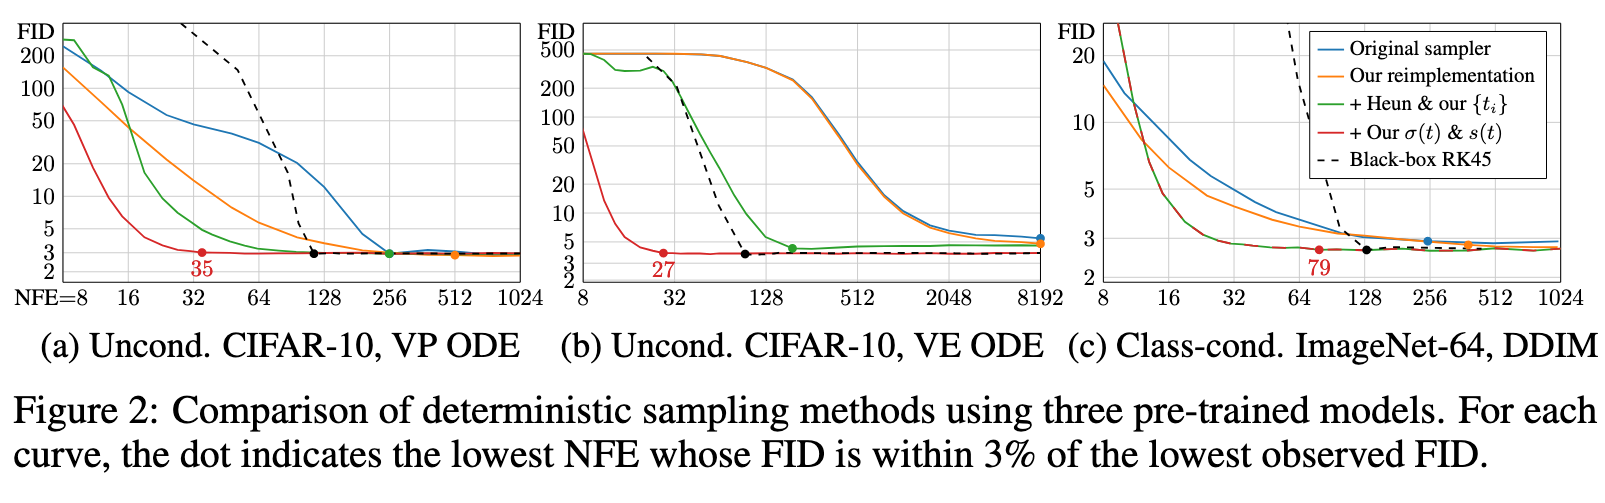 FID
200
100
50
20
10
5
3
2
NFE=8 16 32 64 128 256 512 1024
35
(a) Uncond. CIFAR-10, VP ODE
FID
500
200
100
50
20
10
5
3
2
8 32 128 512 2048 8192
27
(b) Uncond. CIFAR-10, VE ODE
FID
20
10
5
3
2
8 16 32 64 128 256 512 1024
79
Original sampler
Our reimplementation
+ Heun & our {tᵢ}
+ Our σ(t) & s(t)
Black-box RK45
(c) Class-cond. ImageNet-64, DDIM
Figure 2: Comparison of deterministic sampling methods using three pre-trained models. For each
curve, the dot indicates the lowest NFE whose FID is within 3% of the lowest observed FID.